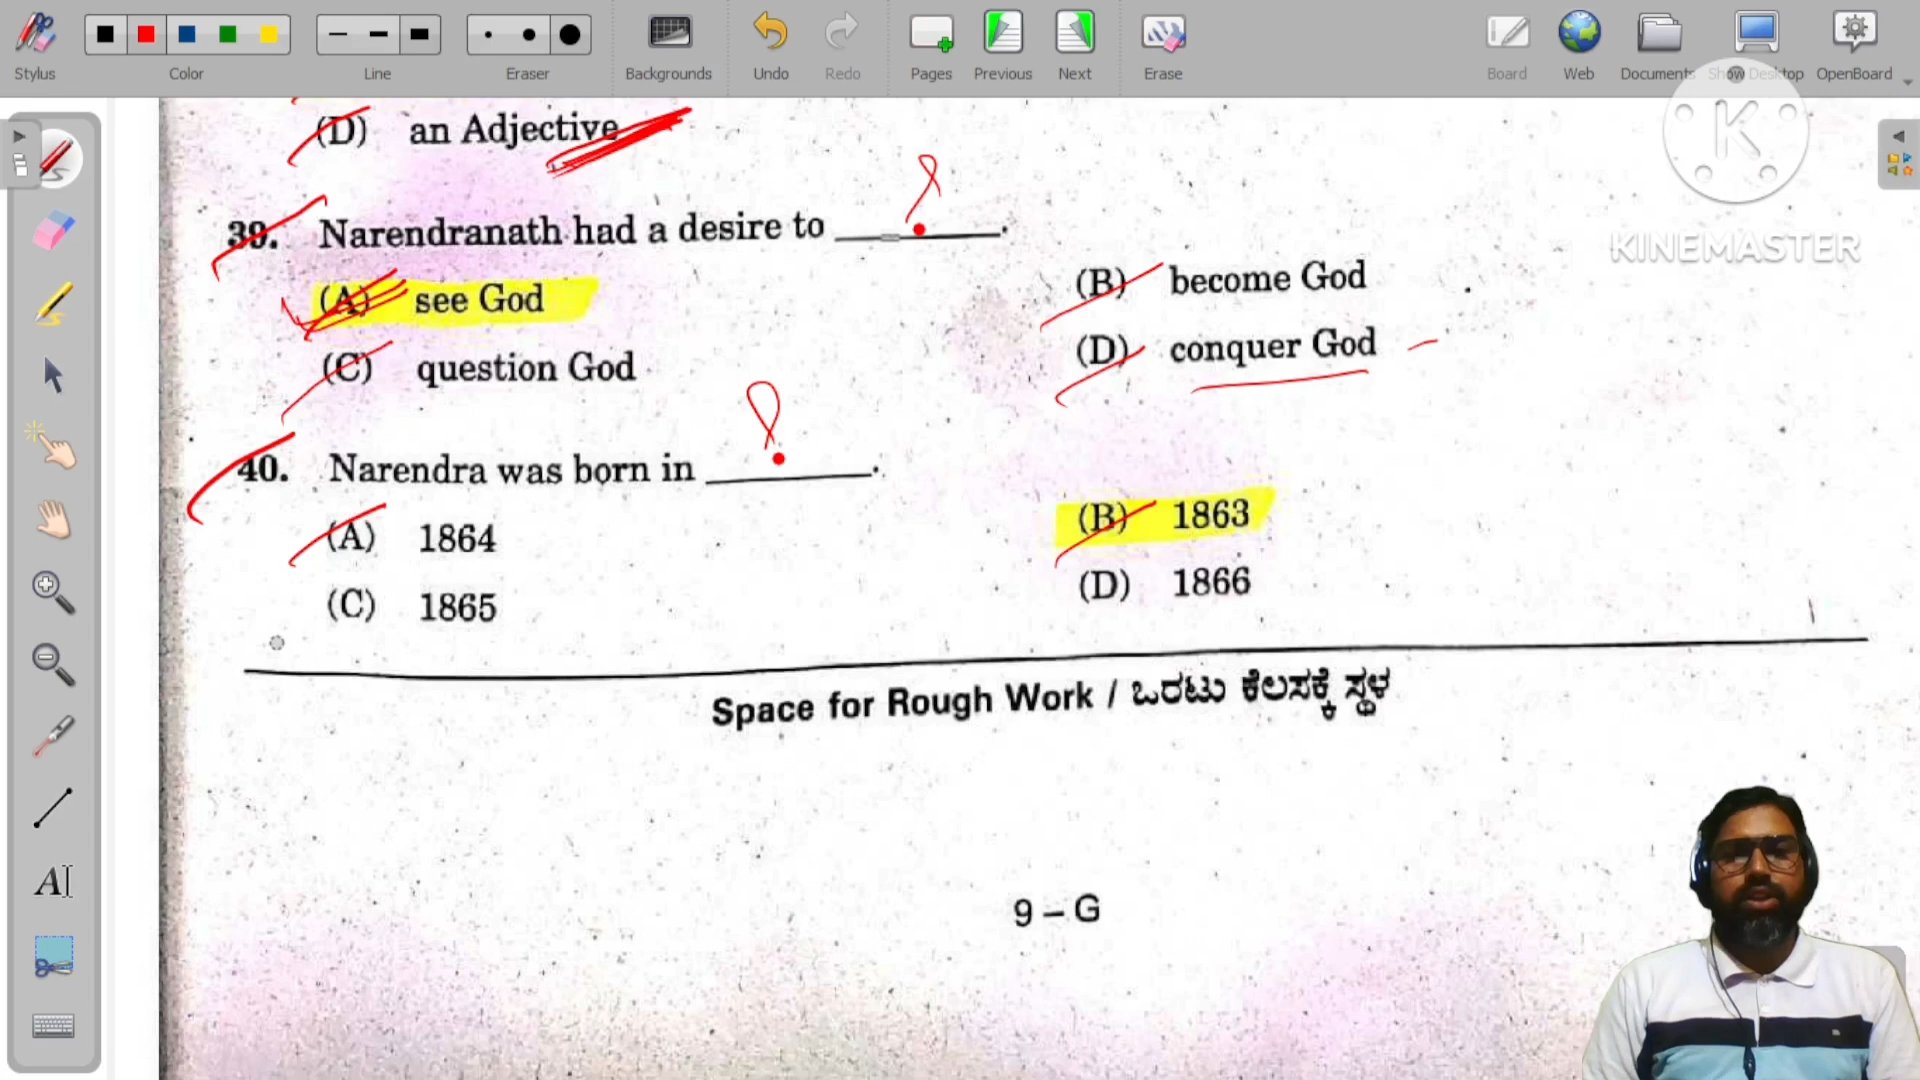 Stylus
Color
Line
Eraser
Backgrounds
Undo
Redo
Pages
Previous
Next
Erase
Board
Web
Documents
Show Desktop
OpenBoard
K
KINEMASTER
(D) an Adjective
39. Narendranath had a desire to ________.
(A) see God
(B) become God
(C) question God
(D) conquer God
40. Narendra was born in ________.
(A) 1864
(B) 1863
(C) 1865
(D) 1866
Space for Rough Work / ಒರಟು ಕೆಲಸಕ್ಕೆ ಸ್ಥಳ
9 – G